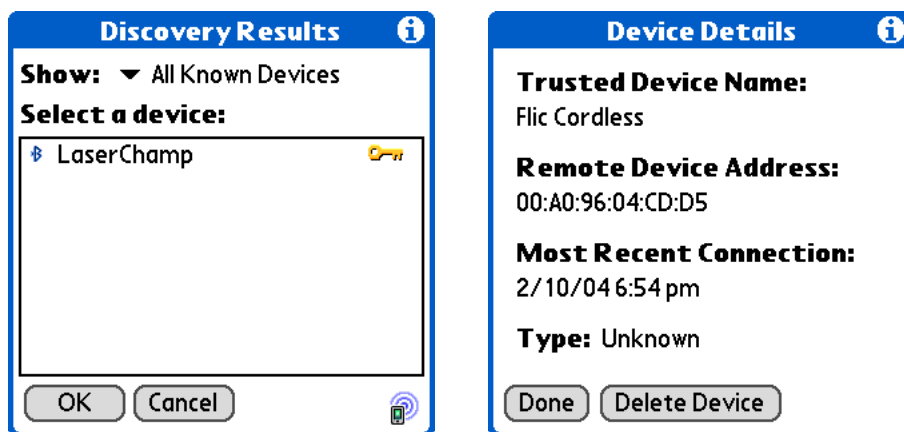 Discovery Results
Show: All Known Devices
Select a device:
LaserChamp
OK Cancel
Device Details
Trusted Device Name:
Flic Cordless
Remote Device Address:
00:A0:96:04:CD:D5
Most Recent Connection:
2/10/04 6:54 pm
Type: Unknown
Done Delete Device